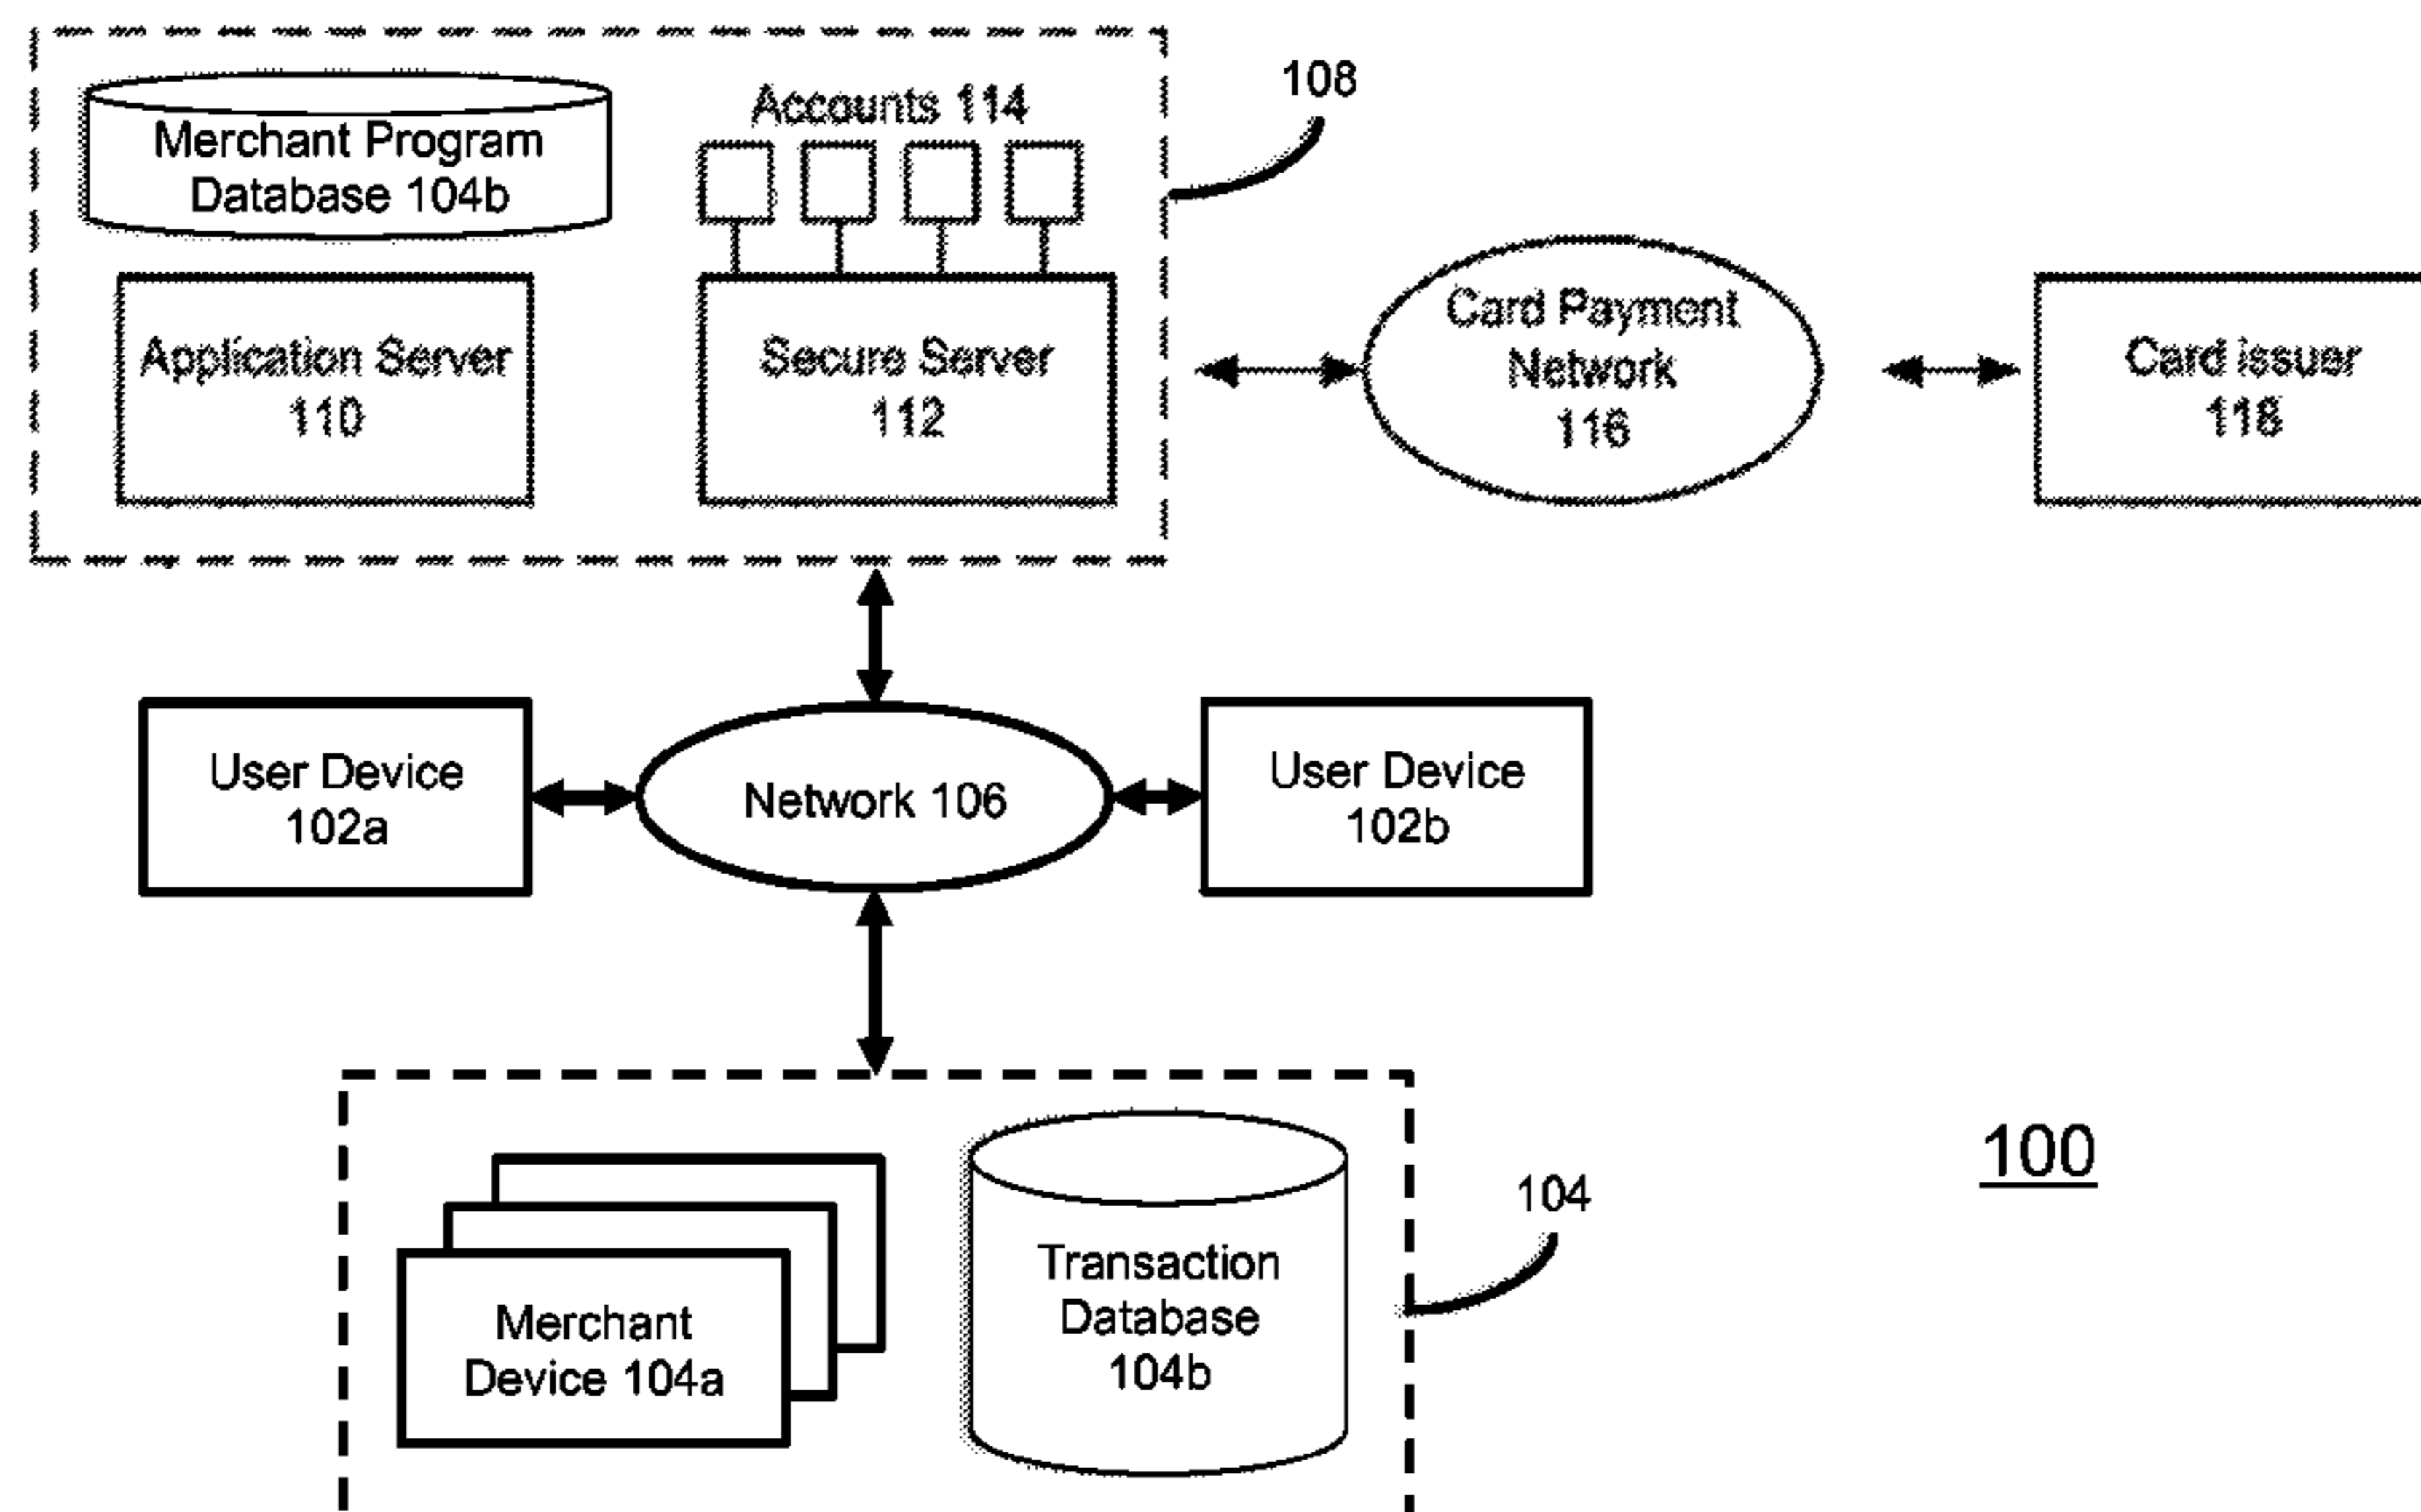 108
Accounts 114
Merchant Program
Database 104b
Application Server
110
Secure Server
112
Card Payment
Network
116
Card issuer
118
User Device
102a
Network 106
User Device
102b
100
104
Transaction
Database
104b
Merchant
Device 104a